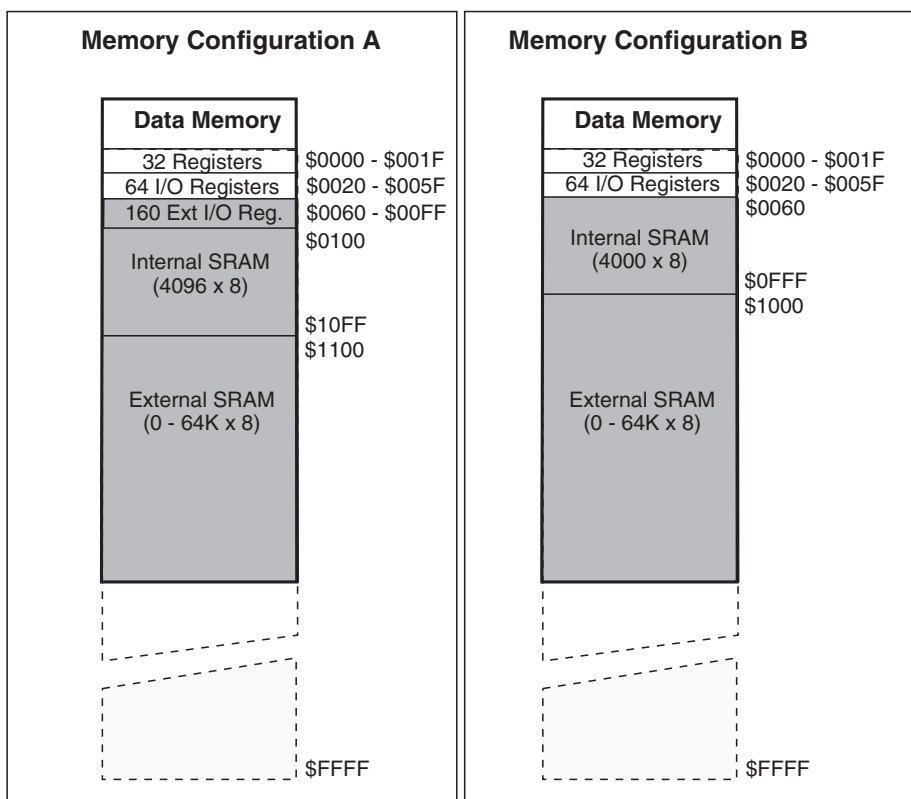 Memory Configuration A
Data Memory
32 Registers
$0000 - $001F
64 I/O Registers
$0020 - $005F
160 Ext I/O Reg.
$0060 - $00FF
$0100
Internal SRAM
(4096 x 8)
$10FF
$1100
External SRAM
(0 - 64K x 8)
$FFFF
Memory Configuration B
Data Memory
32 Registers
$0000 - $001F
64 I/O Registers
$0020 - $005F
$0060
Internal SRAM
(4000 x 8)
$0FFF
$1000
External SRAM
(0 - 64K x 8)
$FFFF